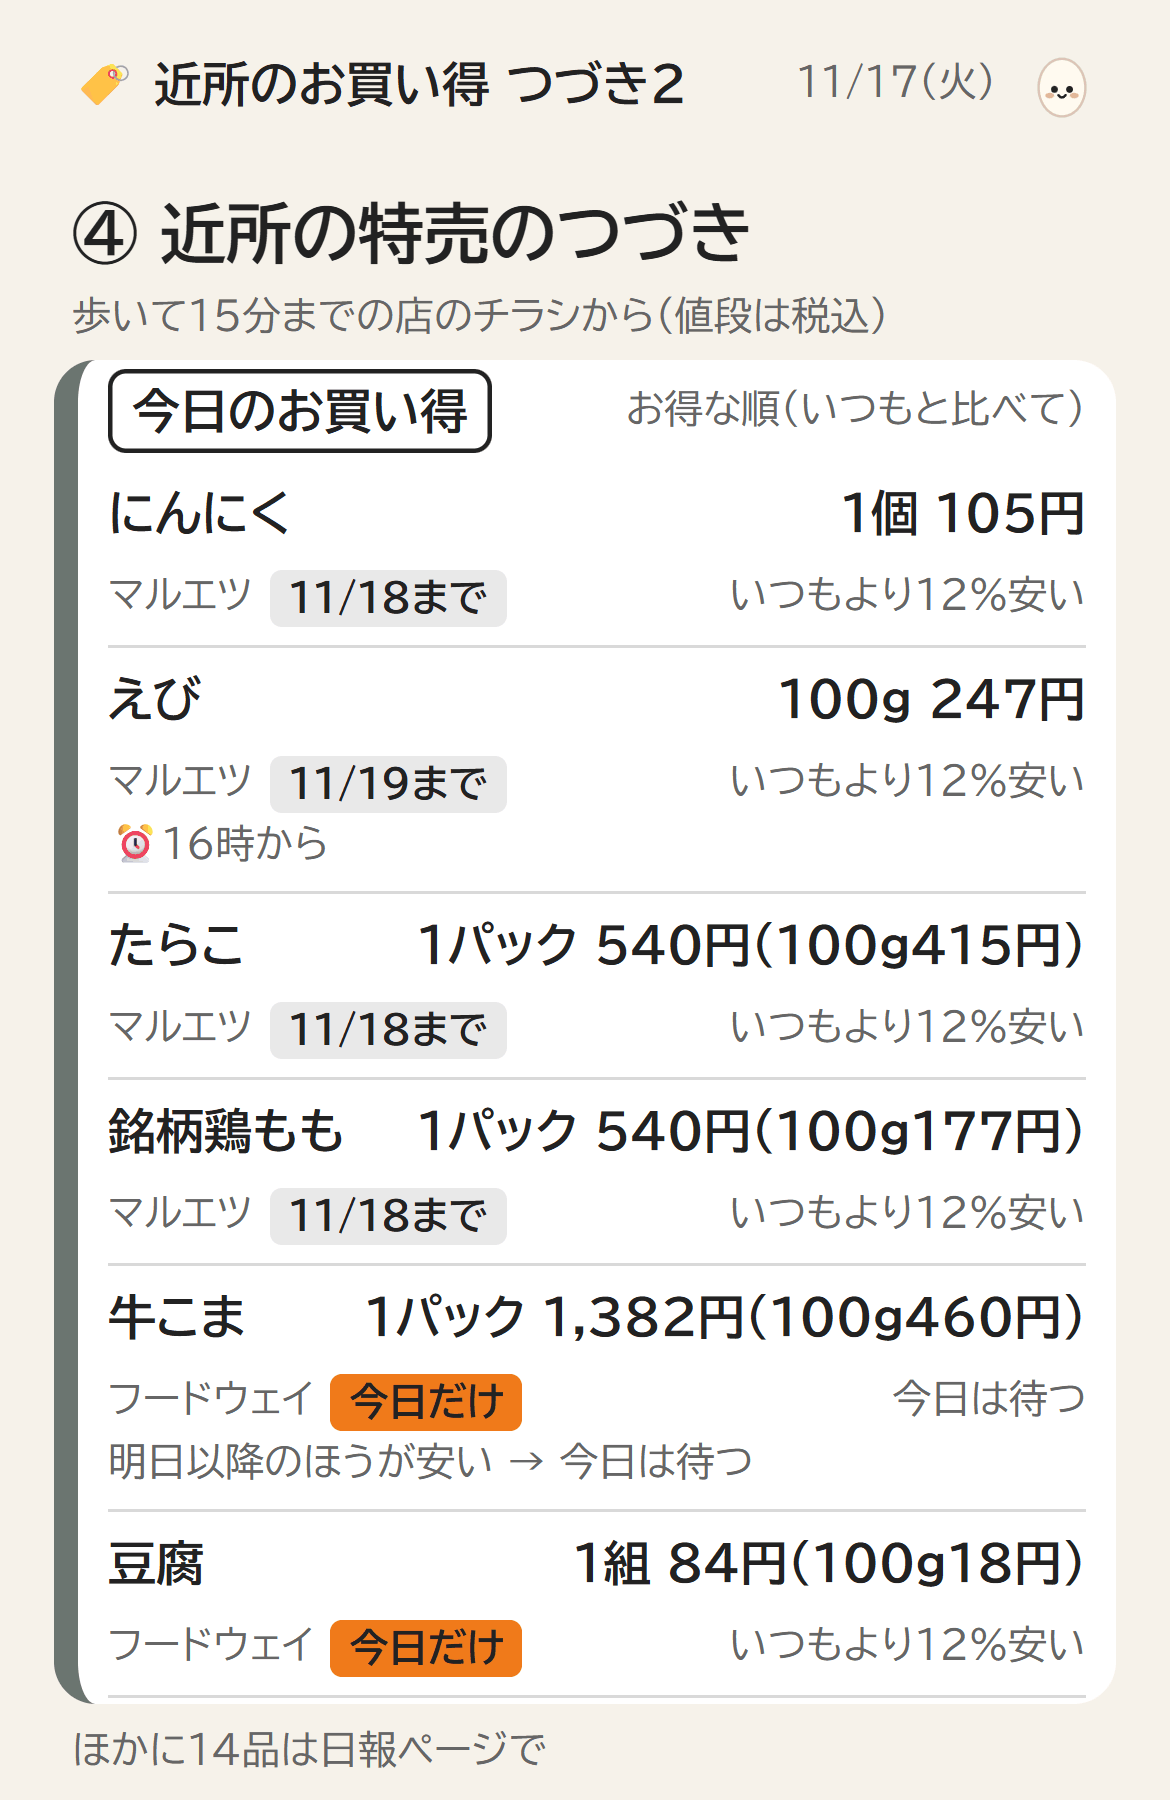 近所のお買い得 つづき2 11/17(火)
④ 近所の特売のつづき
歩いて15分までの店のチラシから(値段は税込)
今日のお買い得 お得な順(いつもと比べて)
にんにく 1個 105円
マルエツ 11/18まで いつもより12%安い
えび 100g 247円
マルエツ 11/19まで いつもより12%安い
16時から
たらこ 1パック 540円(100g415円)
マルエツ 11/18まで いつもより12%安い
銘柄鶏もも 1パック 540円(100g177円)
マルエツ 11/18まで いつもより12%安い
牛こま 1パック 1,382円(100g460円)
フードウェイ 今日だけ 今日は待つ
明日以降のほうが安い → 今日は待つ
豆腐 1組 84円(100g18円)
フードウェイ 今日だけ いつもより12%安い
ほかに14品は日報ページで